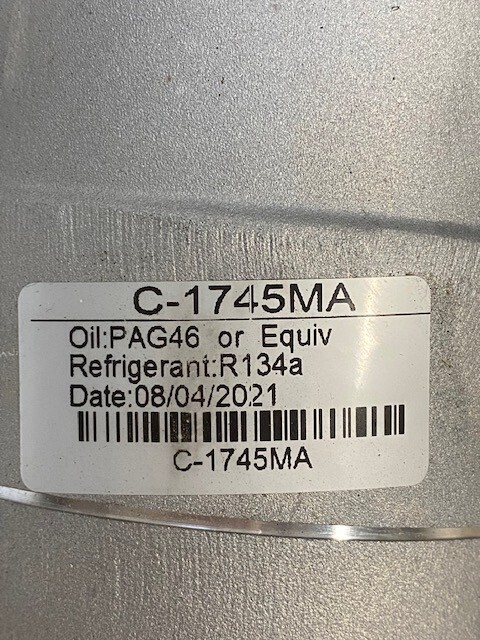 C-1745MA
Oil:PAG46 or Equiv
Refrigerant:R134a
Date:08/04/2021
C-1745MA